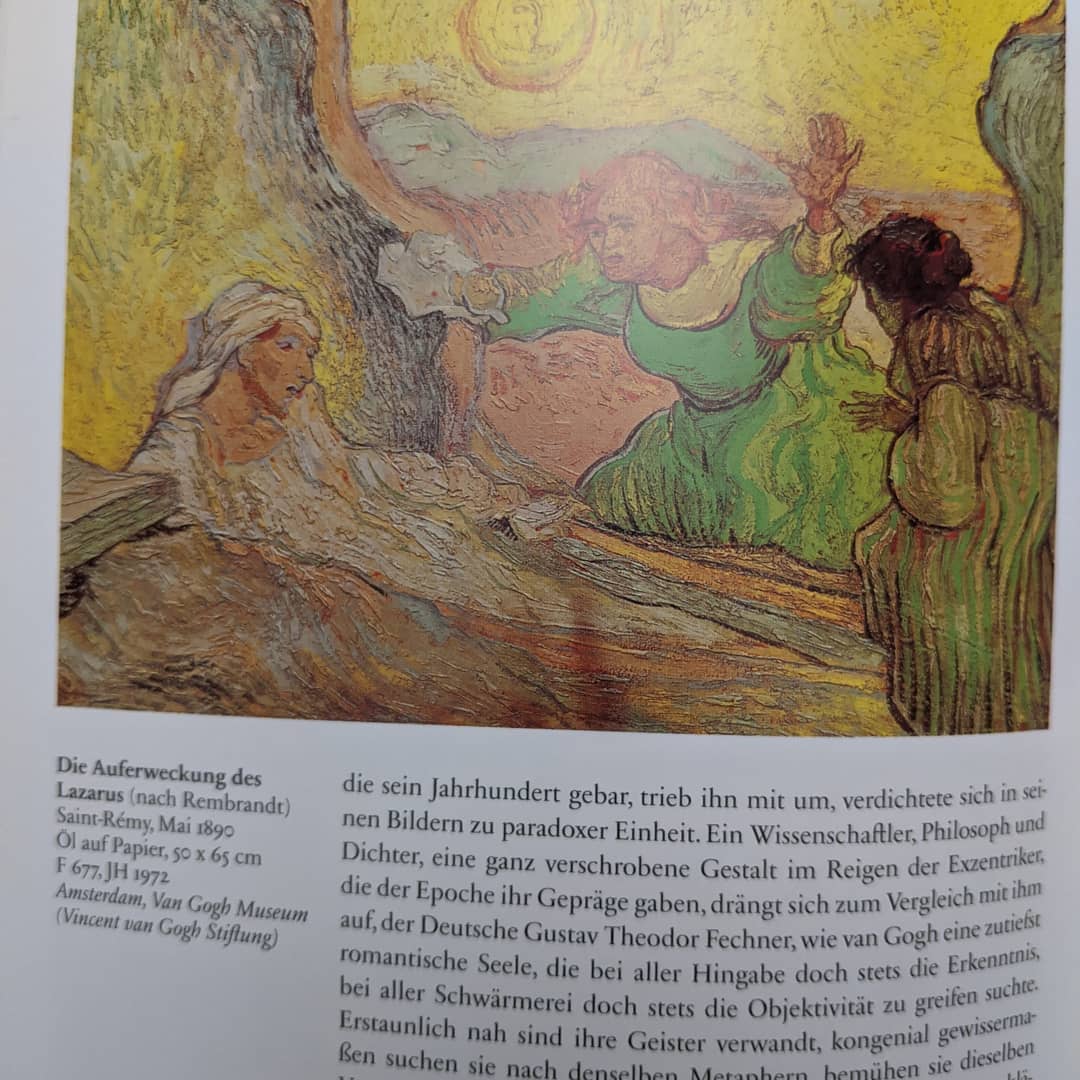 Die Auferweckung des
Lazarus (nach Rembrandt)
Saint-Rémy, Mai 1890
Öl auf Papier, 50 x 65 cm
F 677, JH 1972
Amsterdam, Van Gogh Museum
(Vincent van Gogh Stiftung)
die sein Jahrhundert gebar, trieb ihn mit um, verdichtete sich in sei-
nen Bildern zu paradoxer Einheit. Ein Wissenschaftler, Philosoph und
Dichter, eine ganz verschrobene Gestalt im Reigen der Exzentriker,
die der Epoche ihr Gepräge gaben, drängt sich zum Vergleich mit ihm
auf, der Deutsche Gustav Theodor Fechner, wie van Gogh eine zutiefst
romantische Seele, die bei aller Hingabe doch stets die Erkenntnis,
bei aller Schwärmerei doch stets die Objektivität zu greifen suchte.
Erstaunlich nah sind ihre Geister verwandt, kongenial gewisserma-
ßen suchen sie nach denselben Metaphern, bemühen sie dieselben